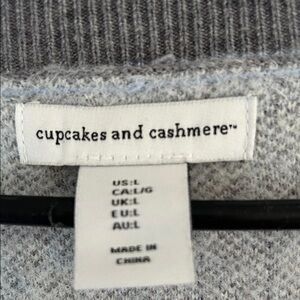 cupcakes and cashmere™
US:L
CA:L/G
UK:L
EU:L
AU:L
MADE IN
CHINA